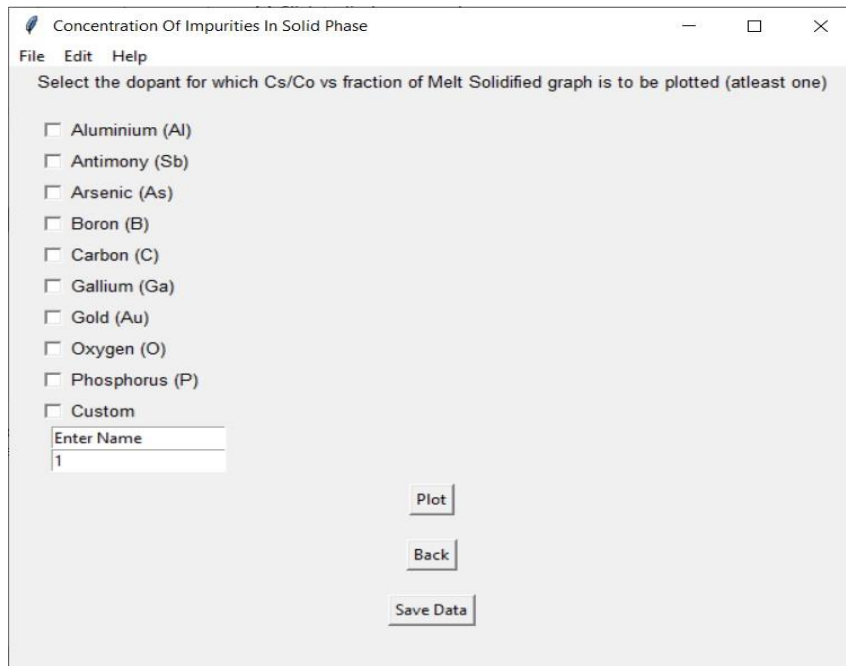 Concentration Of Impurities In Solid Phase
File Edit Help
Select the dopant for which Cs/Co vs fraction of Melt Solidified graph is to be plotted (atleast one)
Aluminium (Al)
Antimony (Sb)
Arsenic (As)
Boron (B)
Carbon (C)
Gallium (Ga)
Gold (Au)
Oxygen (O)
Phosphorus (P)
Custom
Enter Name
1
Plot
Back
Save Data